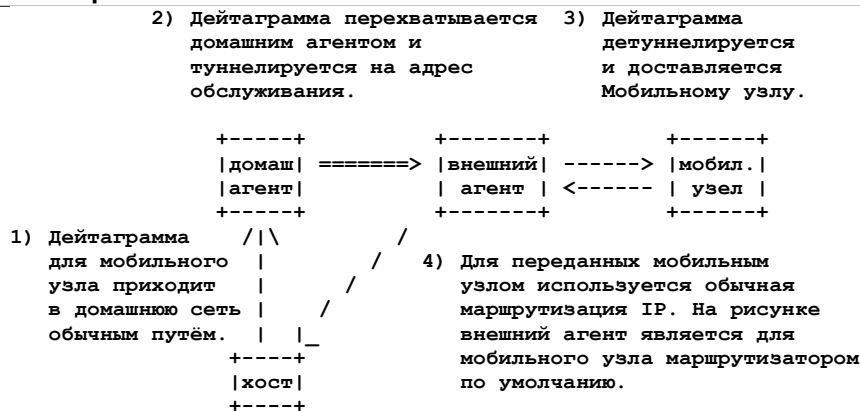 2) Дейтаграмма перехватывается 3) Дейтаграмма
домашним агентом и детуннелируется
туннелируется на адрес и доставляется
обслуживания. Мобильному узлу.
+-----+ +-------+ +------+
|домаш| =======> |внешний| ------> |мобил.|
|агент| | агент | <------ | узел |
+-----+ +-------+ +------+
1) Дейтаграмма /|\ /
для мобильного | / 4) Для переданных мобильным
узла приходит | / узлом используется обычная
в домашнюю сеть | / маршрутизация IP. На рисунке
обычным путём. | |_ внешний агент является для
+----+ мобильного узла маршрутизатором
|хост| по умолчанию.
+----+